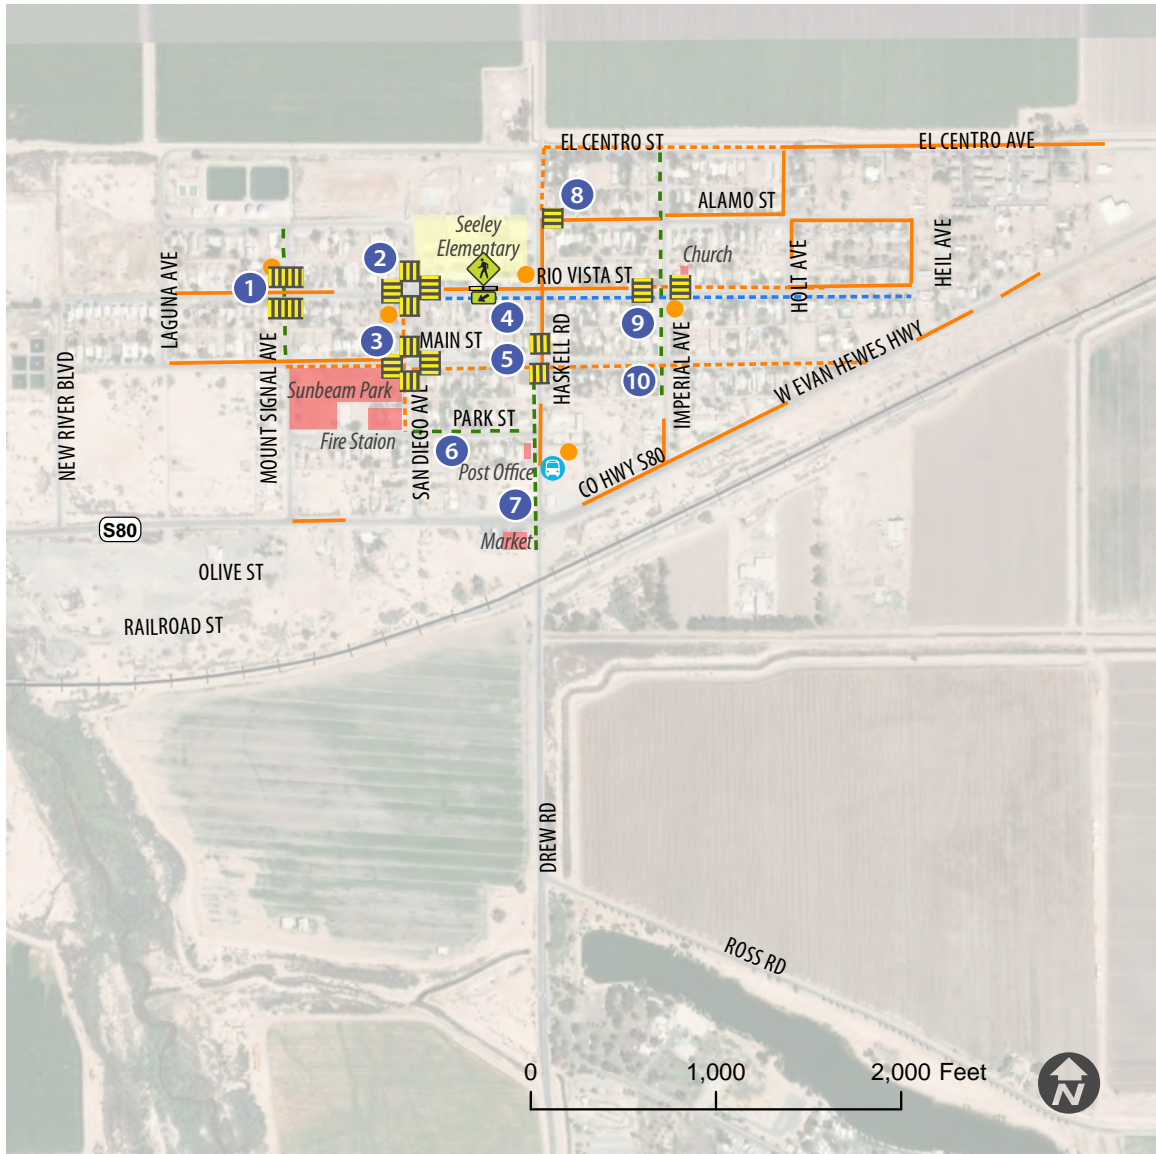 EL CENTRO ST
EL CENTRO AVE
8
ALAMO ST
Seeley
Elementary
2
Church
LAGUNA AVE
1
RIO VISTA ST
HOLT AVE
HEIL AVE
4
9
3
MAIN ST
5
HASKELL RD
IMPERIAL AVE
W EVAN HEWES HWY
NEW RIVER BLVD
MOUNT SIGNAL AVE
Sunbeam Park
10
SAN DIEGO AVE
PARK ST
Fire Staion
6
Post Office
CO HWY S80
7
S80
Market
OLIVE ST
RAILROAD ST
DREW RD
ROSS RD
0 1,000 2,000 Feet
N